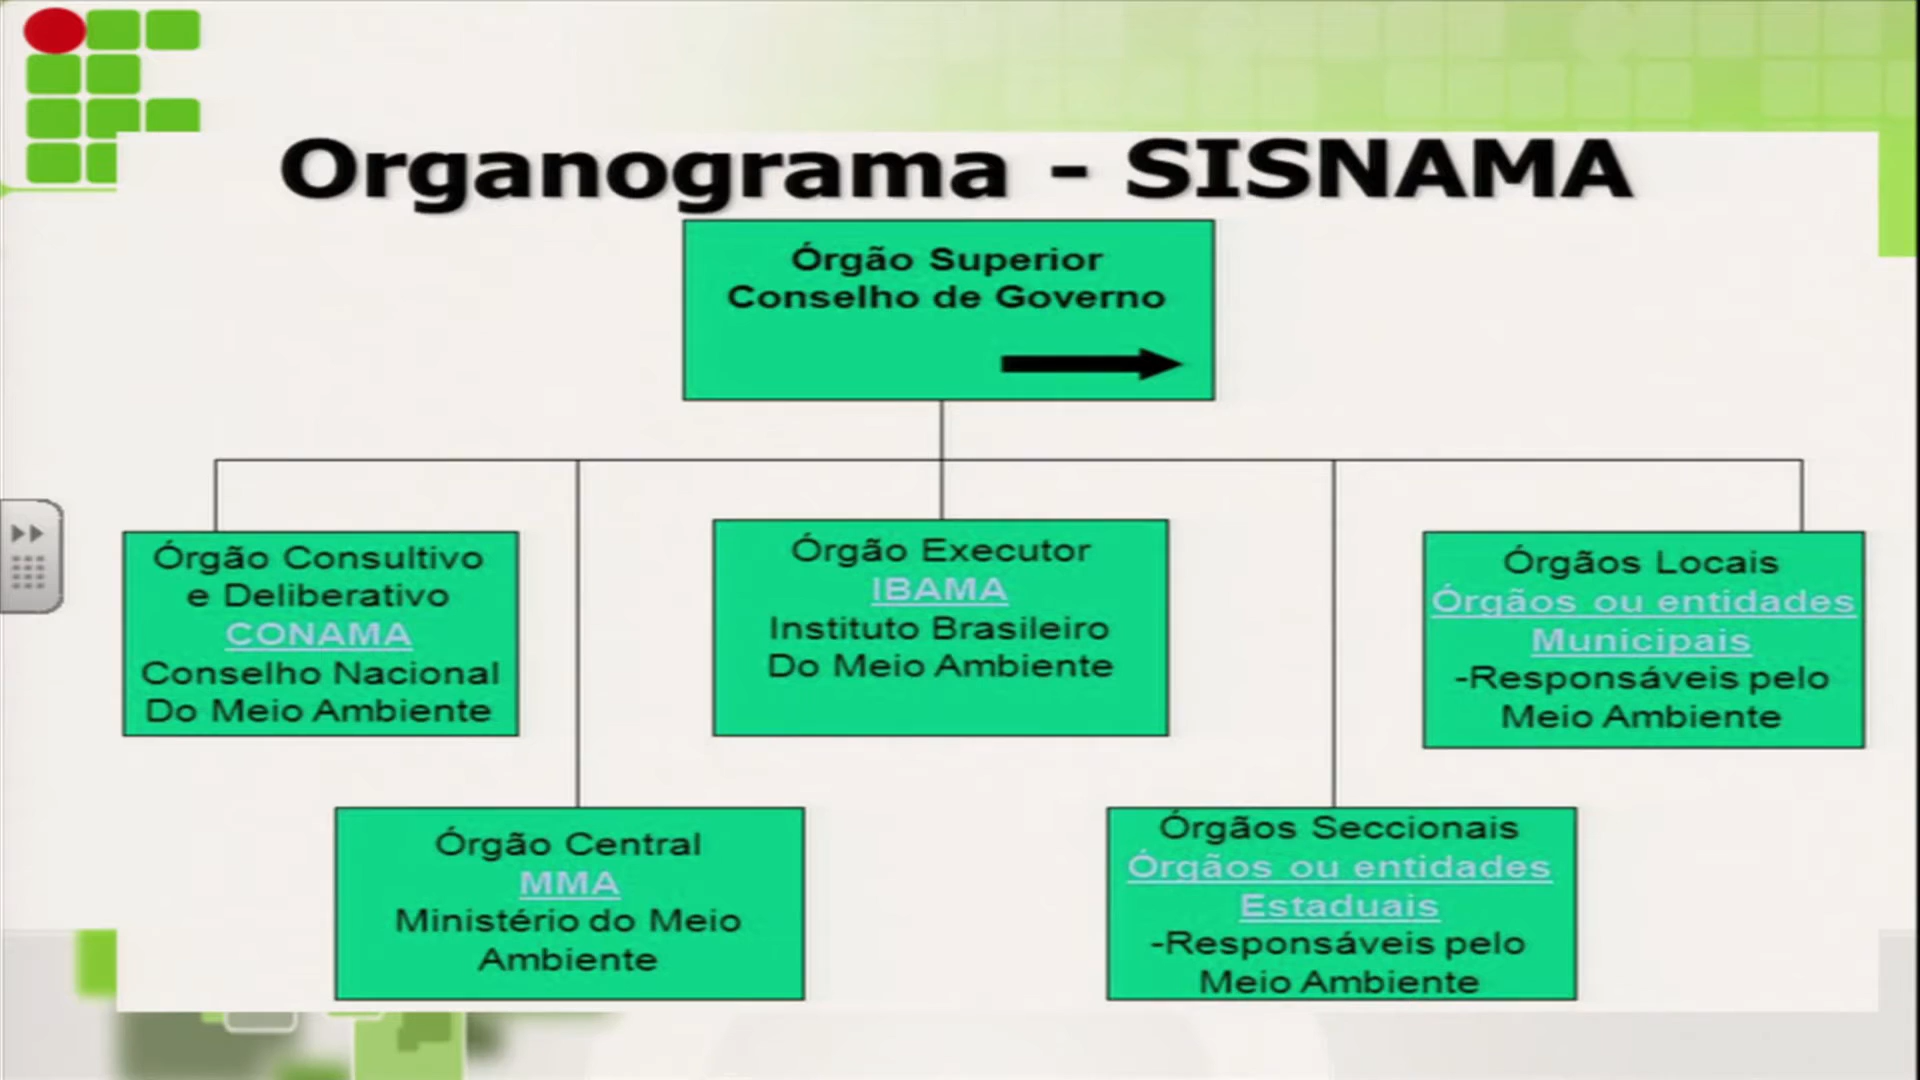 Organograma - SISNAMA
Órgão Superior
Conselho de Governo
Órgão Consultivo
e Deliberativo
CONAMA
Conselho Nacional
Do Meio Ambiente
Órgão Executor
IBAMA
Instituto Brasileiro
Do Meio Ambiente
Órgãos Locais
Órgãos ou entidades
Municipais
-Responsáveis pelo
Meio Ambiente
Órgão Central
MMA
Ministério do Meio
Ambiente
Órgãos Seccionais
Órgãos ou entidades
Estaduais
-Responsáveis pelo
Meio Ambiente